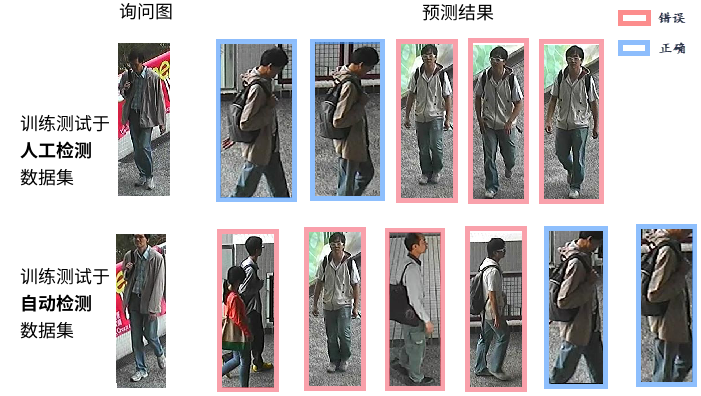 询问图
预测结果
错误
正确
训练测试于
人工检测
数据集
训练测试于
自动检测
数据集